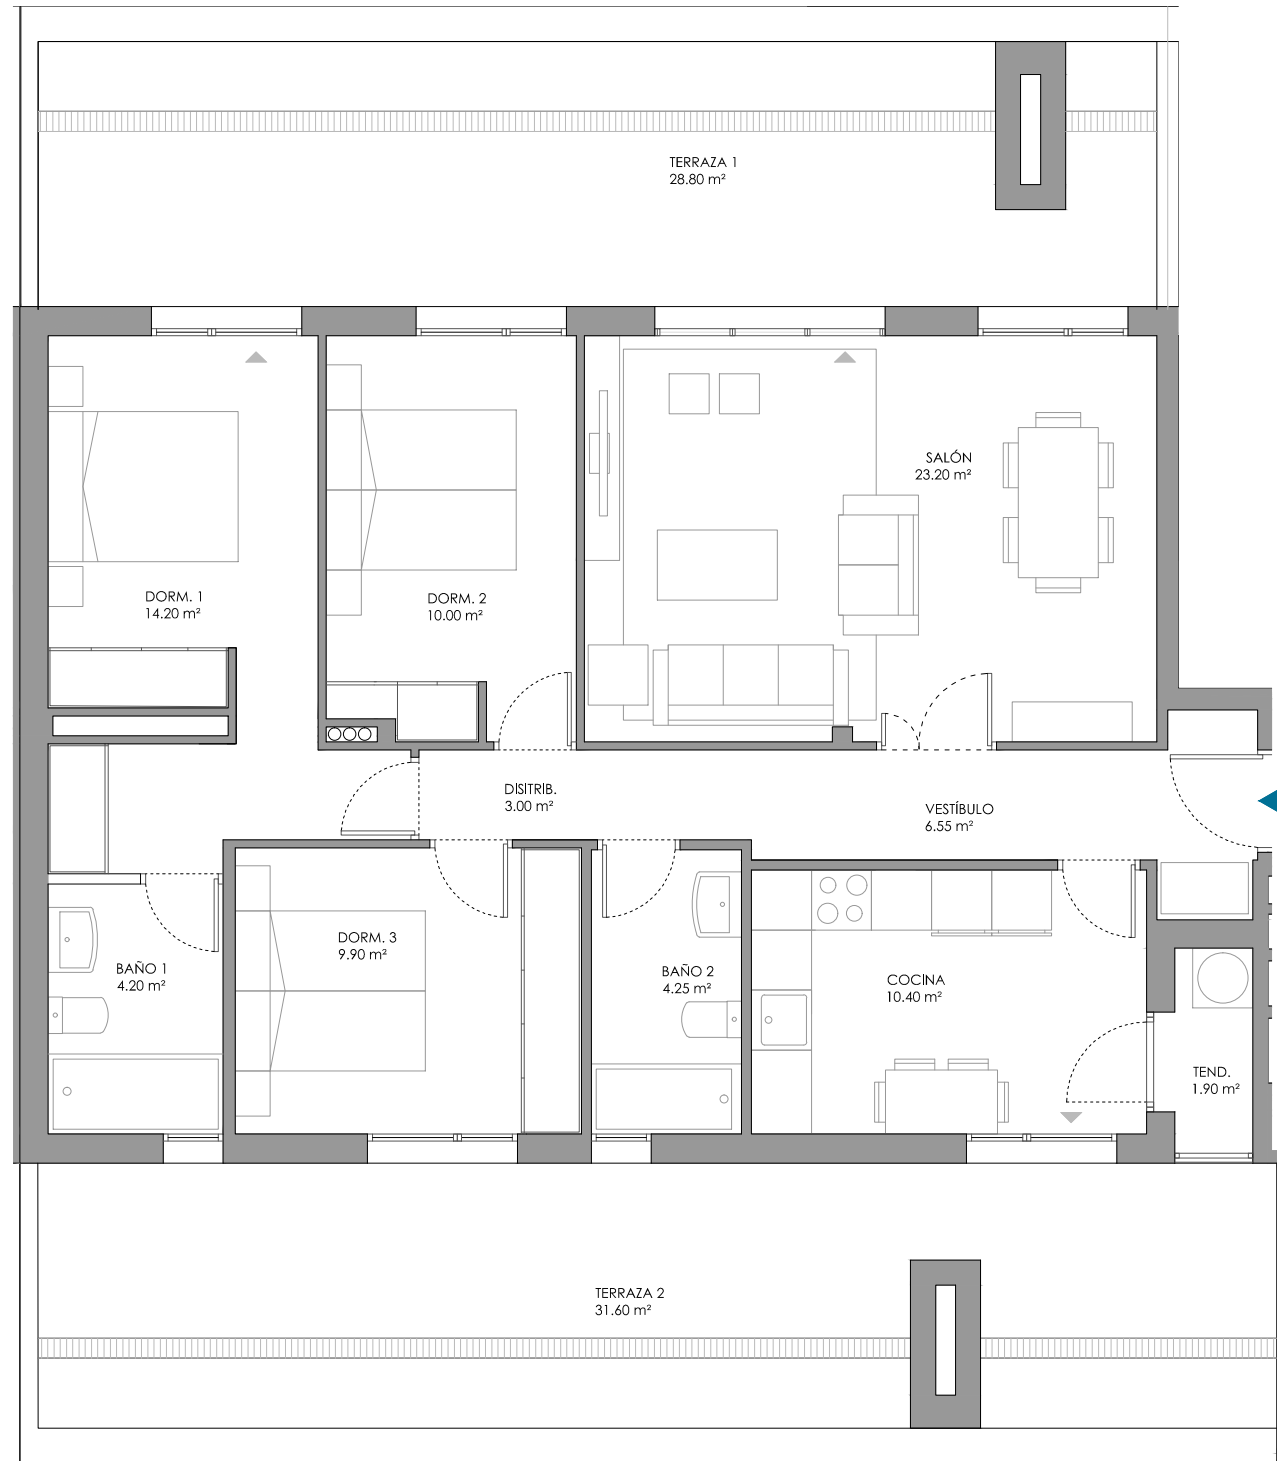 TERRAZA 1
28.80 m²
SALÓN
23.20 m²
DORM. 1
14.20 m²
DORM. 2
10.00 m²
DISITRIB.
3.00 m²
VESTÍBULO
6.55 m²
DORM. 3
9.90 m²
BAÑO 1
4.20 m²
BAÑO 2
4.25 m²
COCINA
10.40 m²
TEND.
1.90 m²
TERRAZA 2
31.60 m²